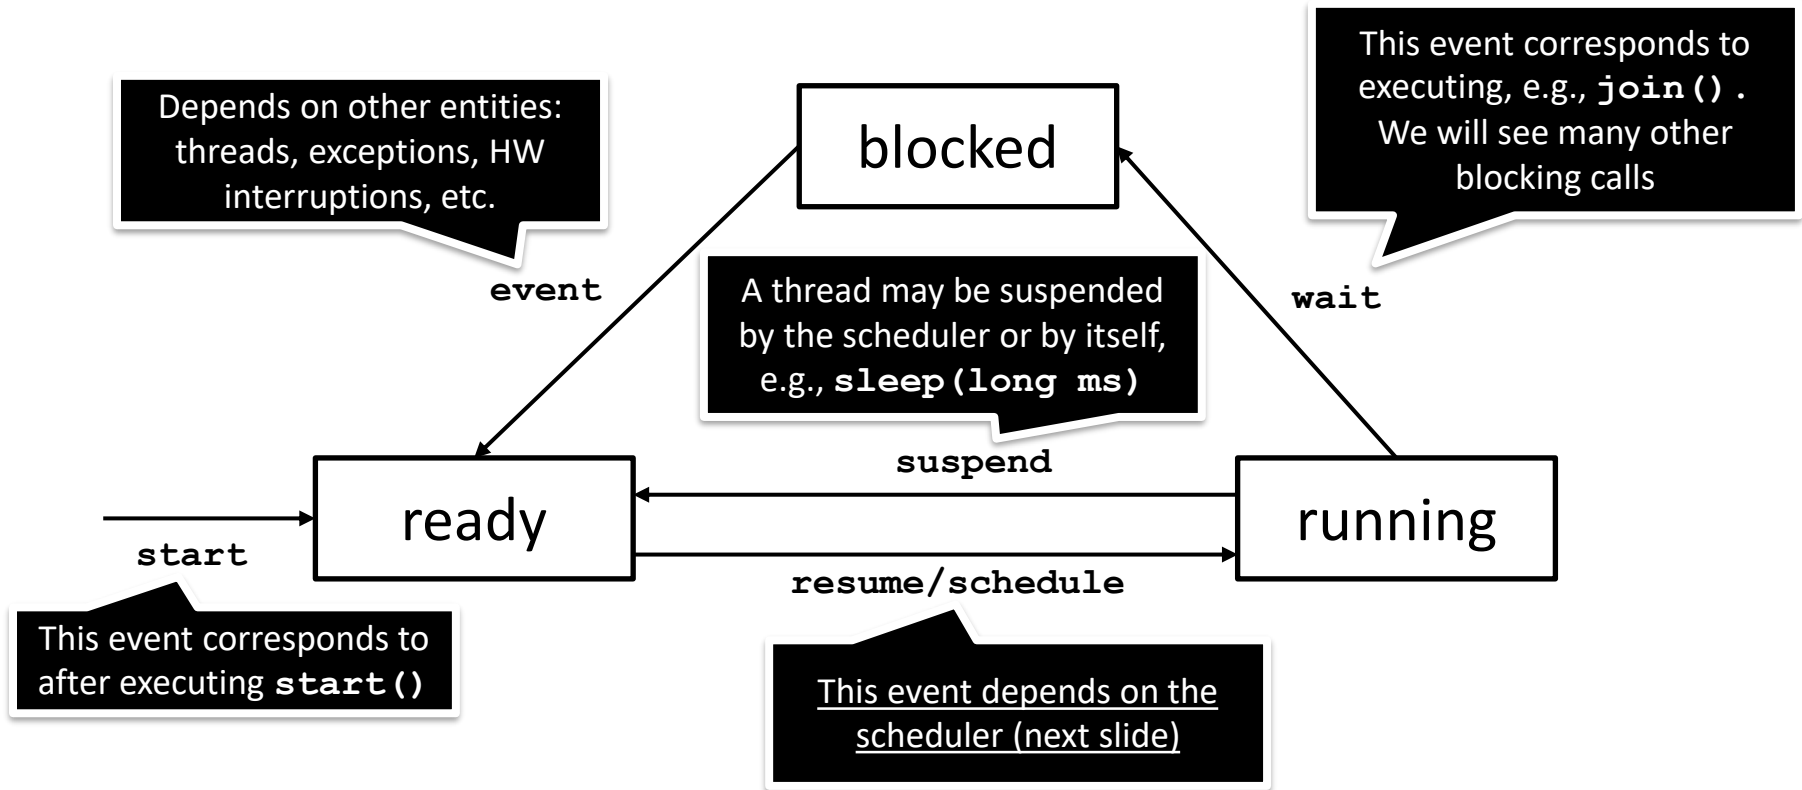 This event corresponds to
executing, e.g., join().
We will see many other
blocking calls
Depends on other entities:
threads, exceptions, HW
interruptions, etc.
blocked
event
A thread may be suspended
by the scheduler or by itself,
e.g., sleep(long ms)
wait
suspend
ready
running
start
resume/schedule
This event corresponds to
after executing start()
This event depends on the
scheduler (next slide)